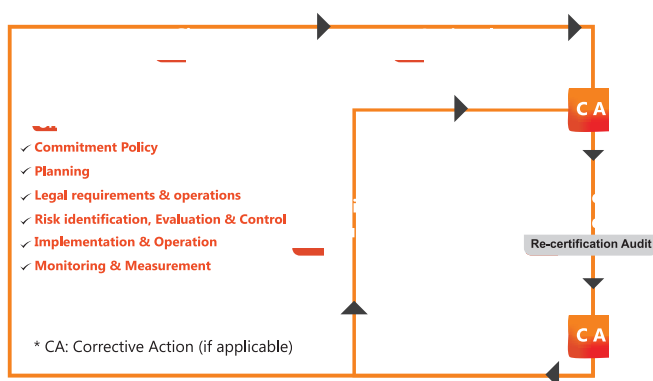 C A
✓ Commitment Policy
✓ Planning
✓ Legal requirements & operations
✓ Risk identification, Evaluation & Control
✓ Implementation & Operation
✓ Monitoring & Measurement
Re-certification Audit
C A
* CA: Corrective Action (if applicable)